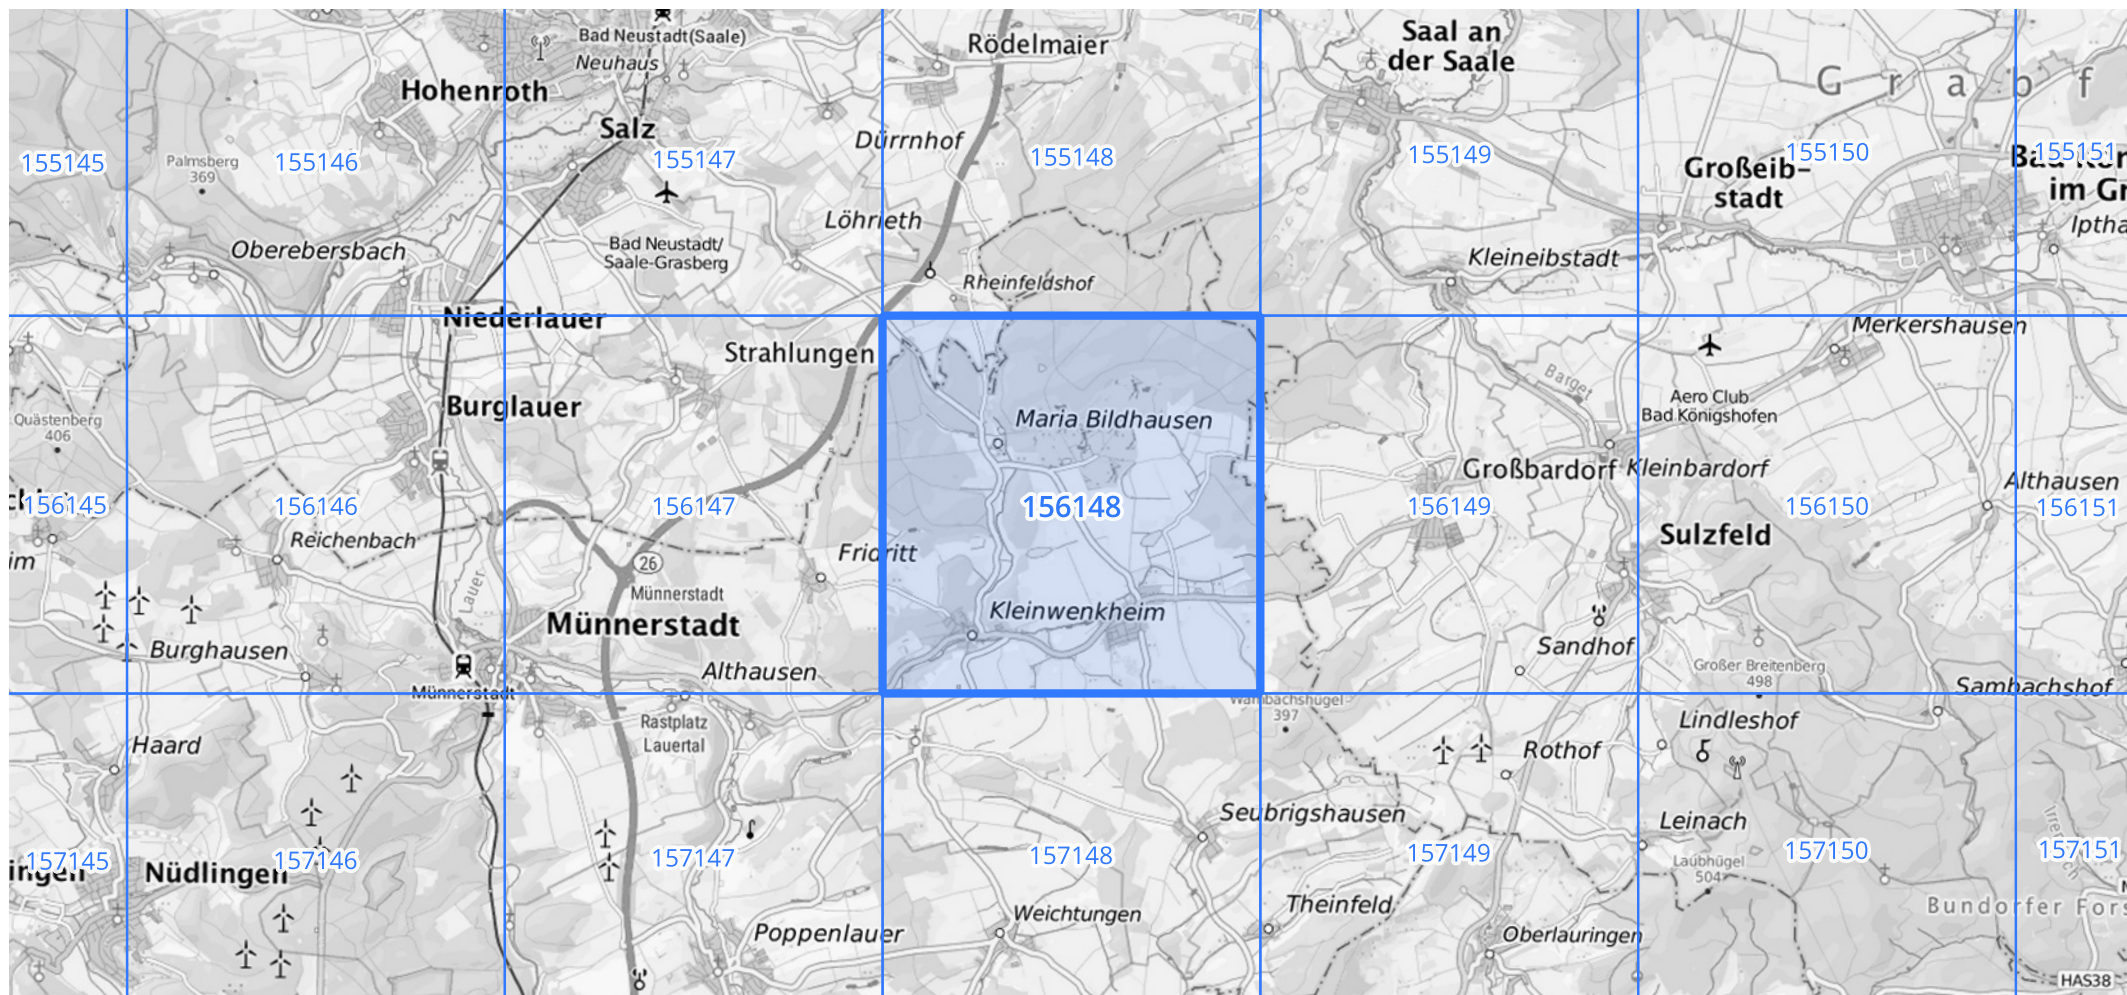 Bad Neustadt(Saale)
Neuhaus
Rödelmaier
Saal an
der Saale
Hohenroth
G r a b f
Salz
Dürrnhof
155145
Palmsberg
369
155146
155147
155148
155149
155150
155151
Großeib-
stadt
im Gr
Löhrieth
Iptha
Oberebersbach
Bad Neustadt/
Saale-Grasberg
Kleineibstadt
Rheinfeldshof
Niederlauer
Merkershausen
Strahlungen
Barget
Aero Club
Bad Königshofen
Burglauer
Quästenberg
406
Maria Bildhausen
Großbardorf
Kleinbardorf
Althausen
156145
156146
156147
156148
156149
156150
156151
Reichenbach
Sulzfeld
im
Fridritt
26
Münnerstadt
Lauer
Kleinwenkheim
Münnerstadt
Burghausen
Sandhof
Althausen
Großer Breitenberg
498
Münnerstadt
Sambachshof
Wambachshügel
397
Haard
Rastplatz
Lauertal
Lindleshof
Rothof
Seubrigshausen
Leinach
Irrenbach
157145
157146
157147
157148
157149
157150
157151
Laubhügel
504
ingen
Nüdlingen
Theinfeld
Bundorfer Fors
Weichtungen
Poppenlauer
Oberlauringen
HAS38